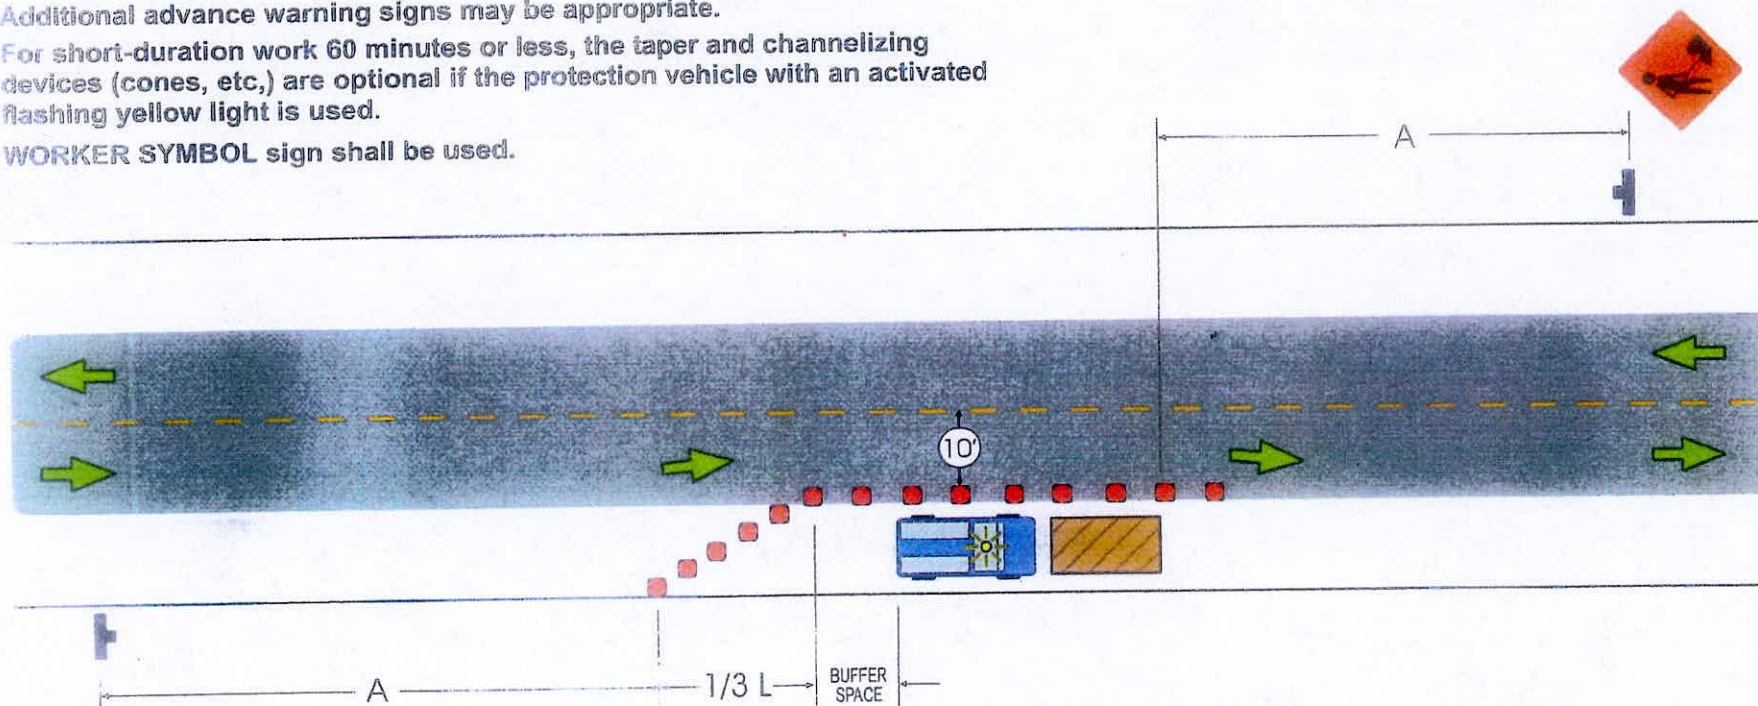 Additional advance warning signs may be appropriate.
For short-duration work 60 minutes or less, the taper and channelizing
devices (cones, etc,) are optional if the protection vehicle with an activated
flashing yellow light is used.
WORKER SYMBOL sign shall be used.
A
10'
A
1/3 L
BUFFER
SPACE